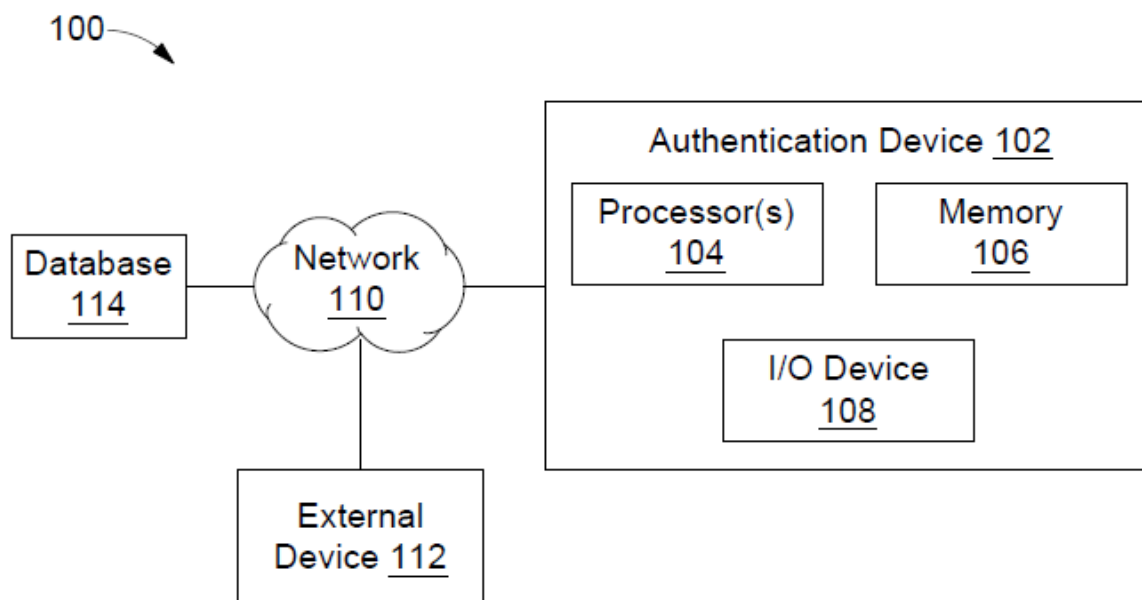 100
Authentication Device 102
Processor(s)
104
Memory
106
Database
114
Network
110
I/O Device
108
External
Device 112